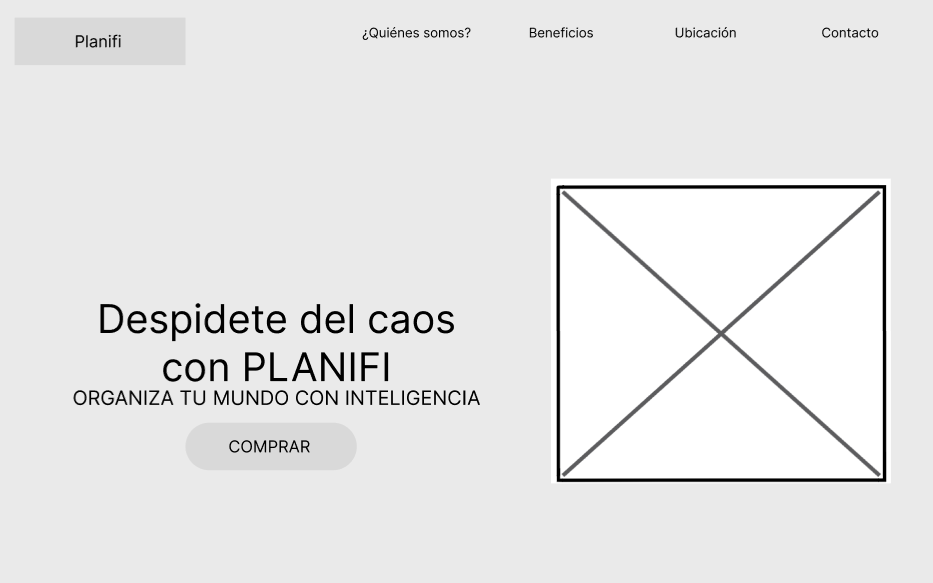 Planifi
¿Quiénes somos?
Beneficios
Ubicación
Contacto
Despidete del caos
con PLANIFI
ORGANIZA TU MUNDO CON INTELIGENCIA
COMPRAR